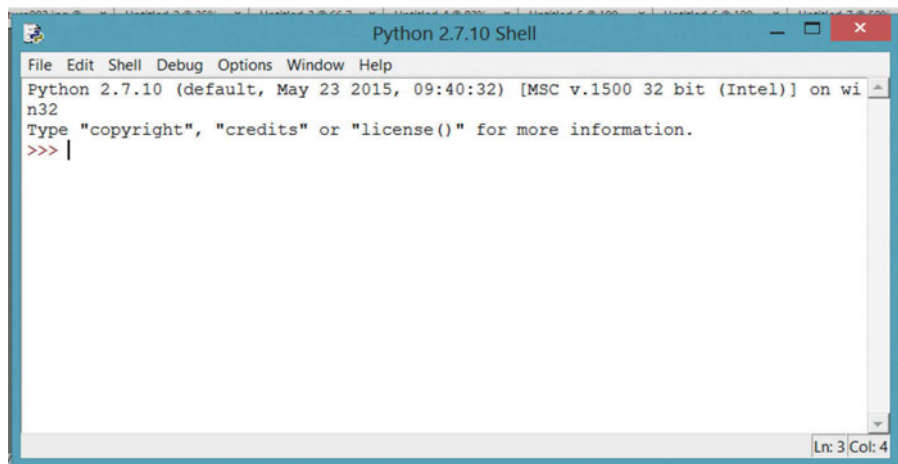 Python 2.7.10 Shell
File Edit Shell Debug Options Window Help
Python 2.7.10 (default, May 23 2015, 09:40:32) [MSC v.1500 32 bit (Intel)] on wi
n32
Type "copyright", "credits" or "license()" for more information.
>>>
Ln: 3 Col: 4